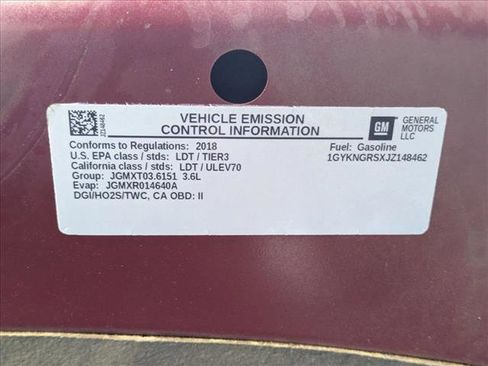 JZ148462
VEHICLE EMISSION
CONTROL INFORMATION
GM
GENERAL
MOTORS
LLC
Conforms to Regulations: 2018
U.S. EPA class / stds: LDT / TIER3
California class / stds: LDT / ULEV70
Group: JGMXT03.6151 3.6L
Evap: JGMXR014640A
DGI/HO2S/TWC, CA OBD: II
Fuel: Gasoline
1GYKNGRSXJZ148462